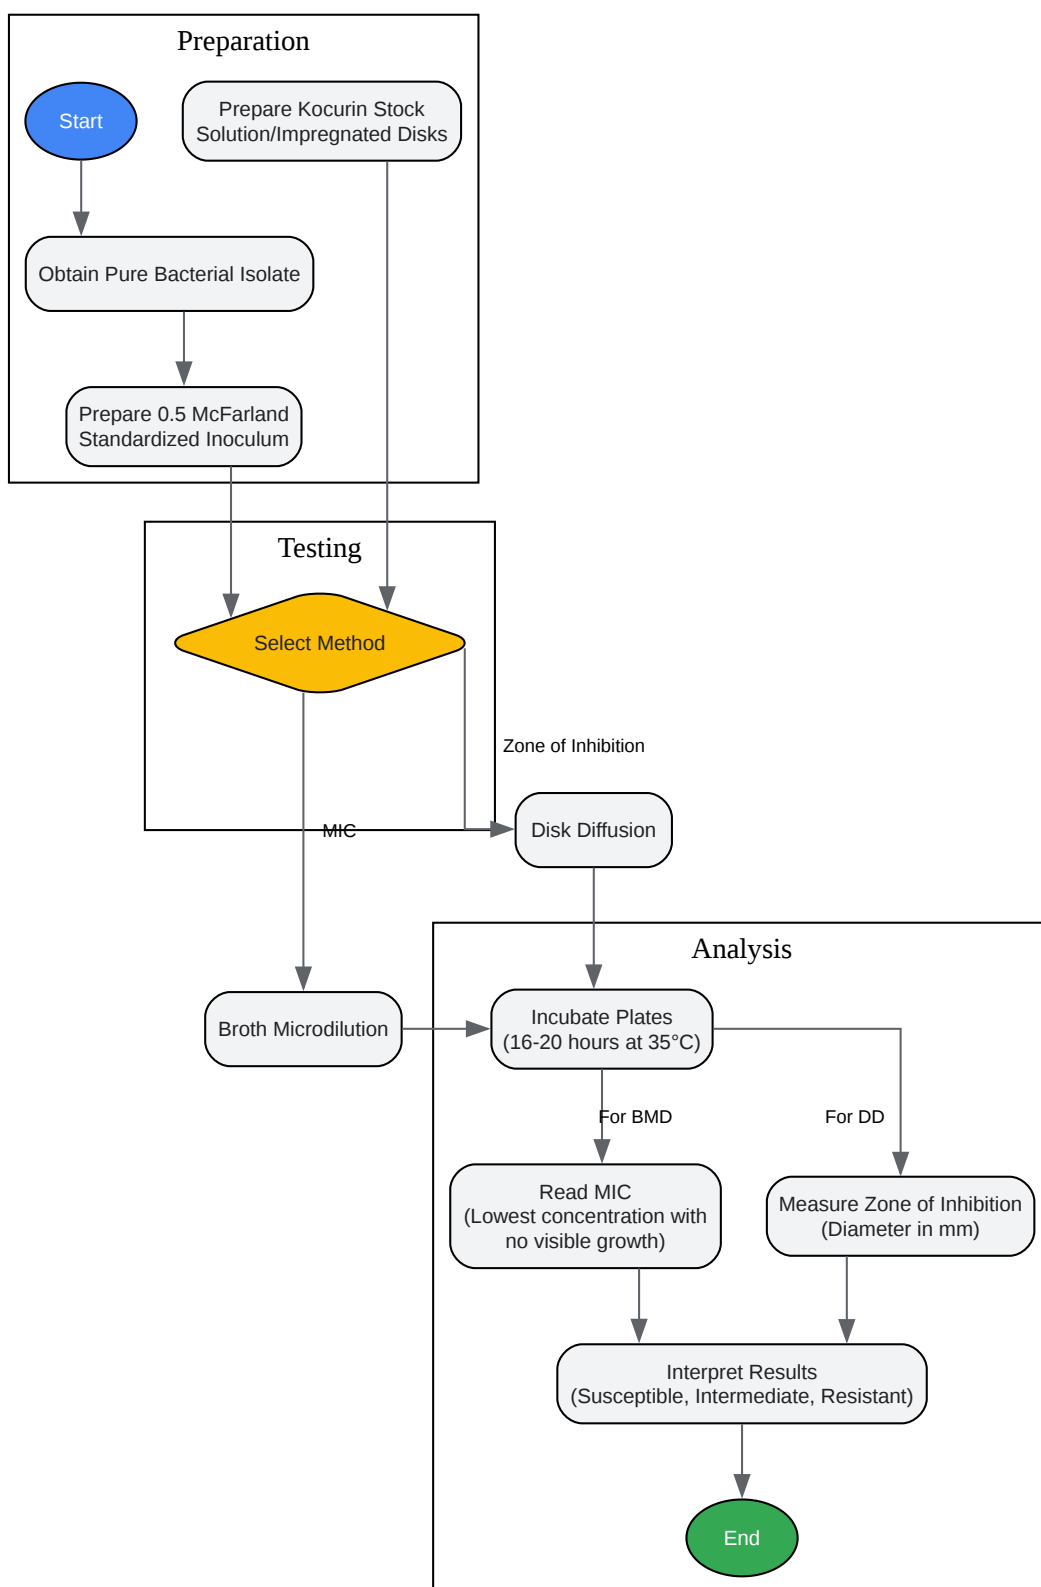 Preparation
Start
Prepare Kocurin Stock
Solution/Impregnated Disks
Obtain Pure Bacterial Isolate
Prepare 0.5 McFarland
Standardized Inoculum
Testing
Select Method
Zone of Inhibition
MIC
Disk Diffusion
Analysis
Broth Microdilution
Incubate Plates
(16-20 hours at 35°C)
For BMD
For DD
Read MIC
(Lowest concentration with
no visible growth)
Measure Zone of Inhibition
(Diameter in mm)
Interpret Results
(Susceptible, Intermediate, Resistant)
End